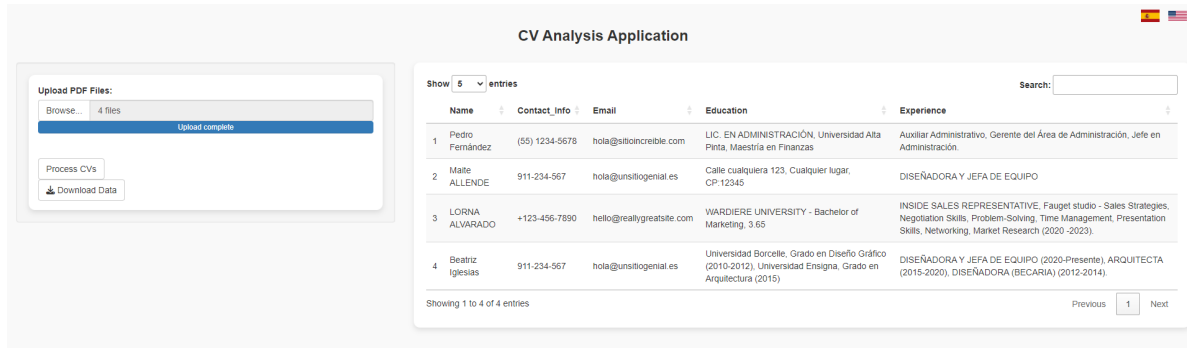 CV Analysis Application
Upload PDF Files:
Browse... 4 files
Upload complete
Process CVs
Download Data
Show 5 entries
Search:
Name Contact_Info Email Education Experience
1 Pedro Fernández (55) 1234-5678 hola@sitioincreible.com LIC. EN ADMINISTRACIÓN, Universidad Alta Pinta, Maestría en Finanzas Auxiliar Administrativo, Gerente del Área de Administración, Jefe en Administración.
2 Maite ALLENDE 911-234-567 hola@unsitiogenial.es Calle cualquiera 123, Cualquier lugar, CP:12345 DISEÑADORA Y JEFA DE EQUIPO
3 LORNA ALVARADO +123-456-7890 hello@reallygreatsite.com WARDIERE UNIVERSITY - Bachelor of Marketing, 3.65 INSIDE SALES REPRESENTATIVE, Fauget studio - Sales Strategies, Negotiation Skills, Problem-Solving, Time Management, Presentation Skills, Networking, Market Research (2020 -2023).
4 Beatriz Iglesias 911-234-567 hola@unsitiogenial.es Universidad Borcelle, Grado en Diseño Gráfico (2010-2012), Universidad Ensigna, Grado en Arquitectura (2015) DISEÑADORA Y JEFA DE EQUIPO (2020-Presente), ARQUITECTA (2015-2020), DISEÑADORA (BECARIA) (2012-2014).
Showing 1 to 4 of 4 entries
Previous 1 Next